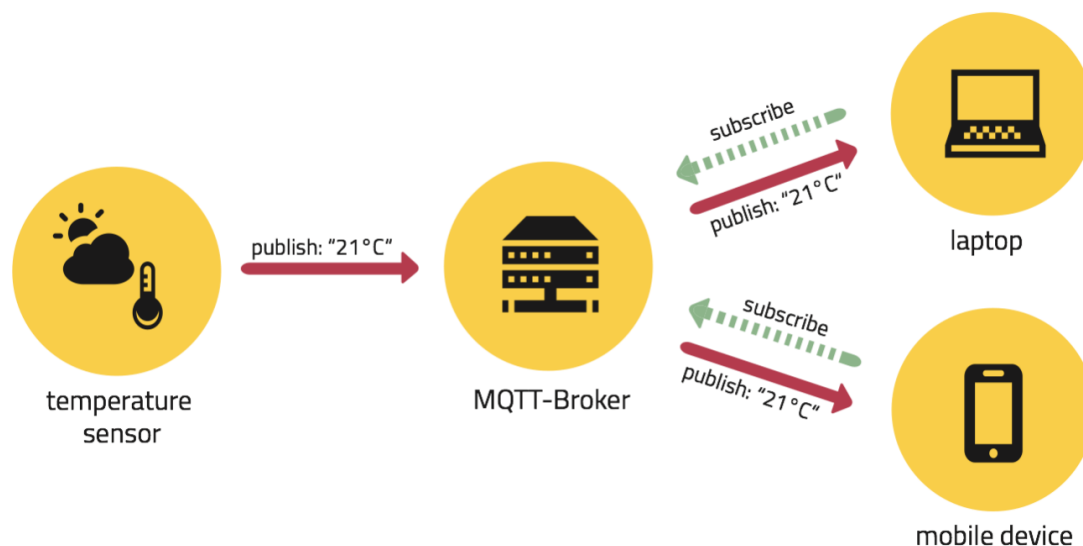 subscribe
publish: “21°C“
laptop
publish: “21°C“
temperature
sensor
MQTT-Broker
subscribe
publish: “21°C“
mobile device